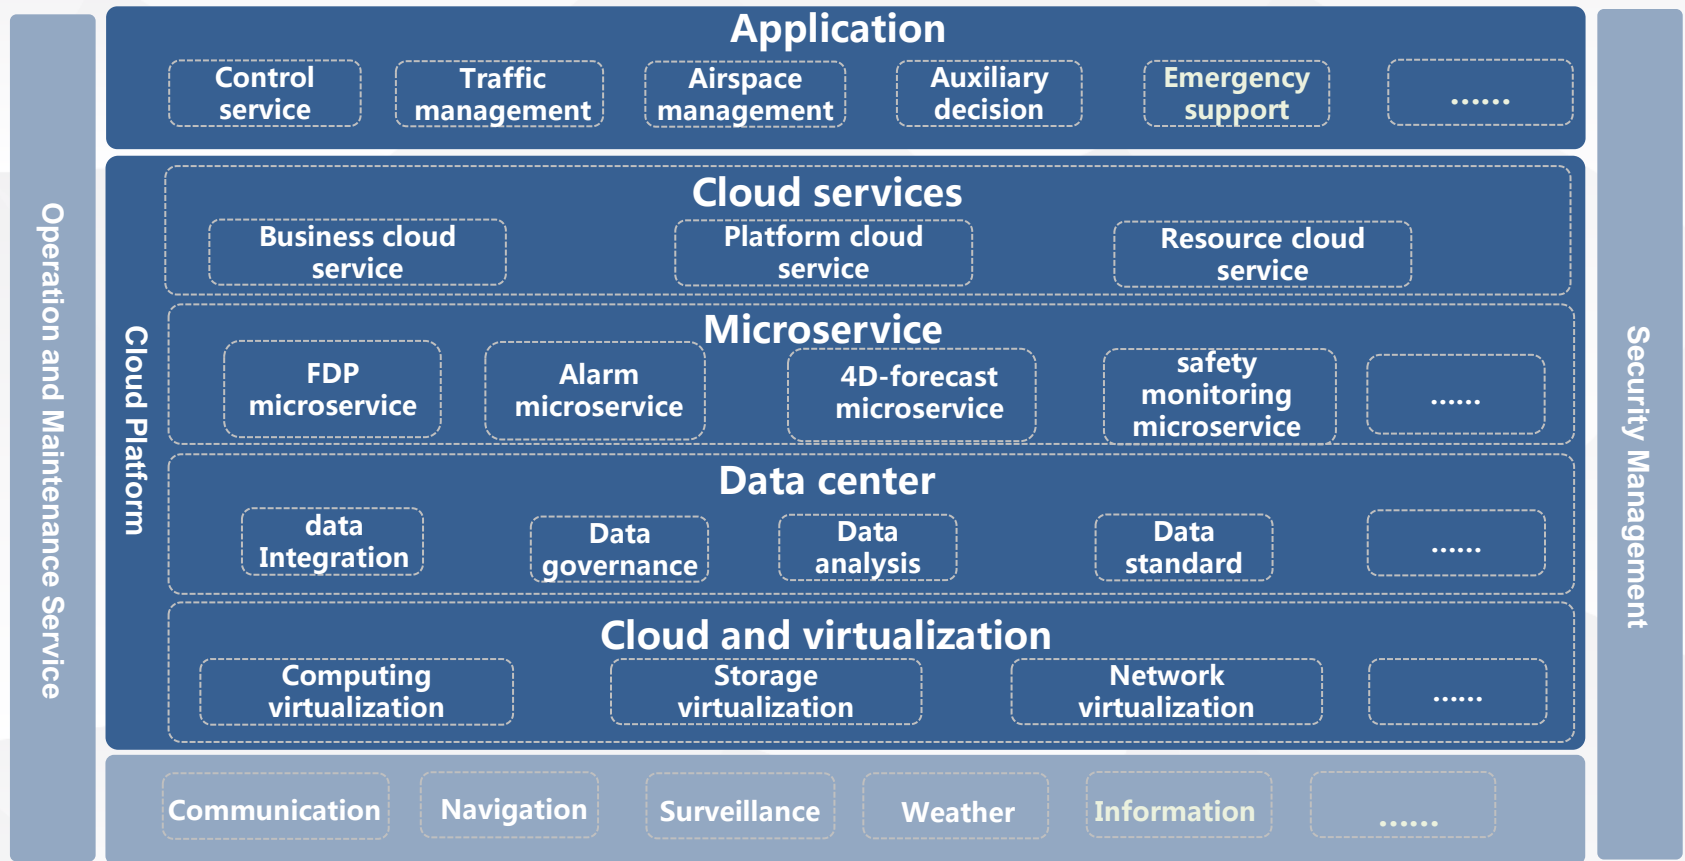 Application
Control
service
Traffic
management
Airspace
management
Auxiliary
decision
Emergency
support
......
Operation and Maintenance Service
Cloud Platform
Cloud services
Business cloud
service
Platform cloud
service
Resource cloud
service
Microservice
FDP
microservice
Alarm
microservice
4D-forecast
microservice
safety
monitoring
microservice
......
Data center
data
Integration
Data
governance
Data
analysis
Data
standard
......
Cloud and virtualization
Computing
virtualization
Storage
virtualization
Network
virtualization
......
Security Management
Communication
Navigation
Surveillance
Weather
Information
......